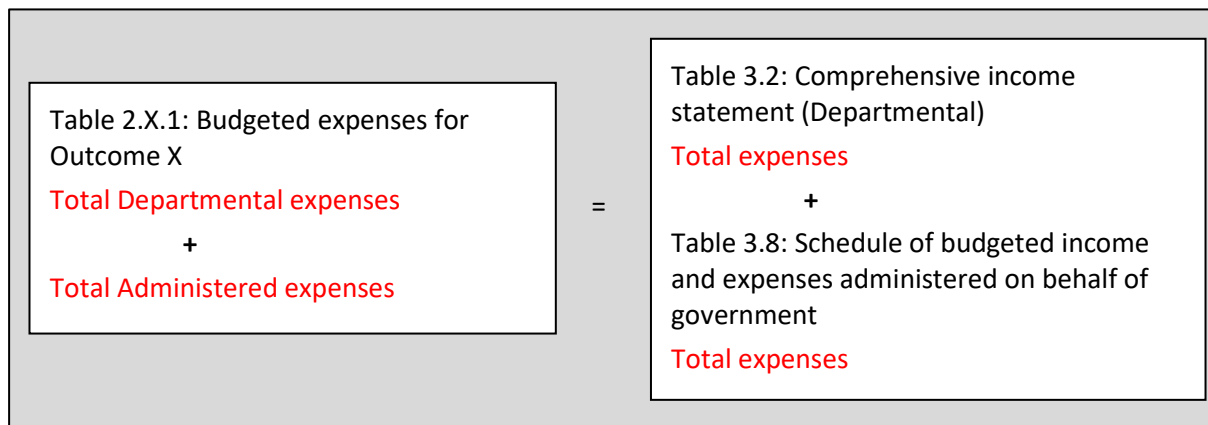 Table 2.X.1: Budgeted expenses for
Outcome X
Total Departmental expenses
+
Total Administered expenses
=
Table 3.2: Comprehensive income
statement (Departmental)
Total expenses
+
Table 3.8: Schedule of budgeted income
and expenses administered on behalf of
government
Total expenses